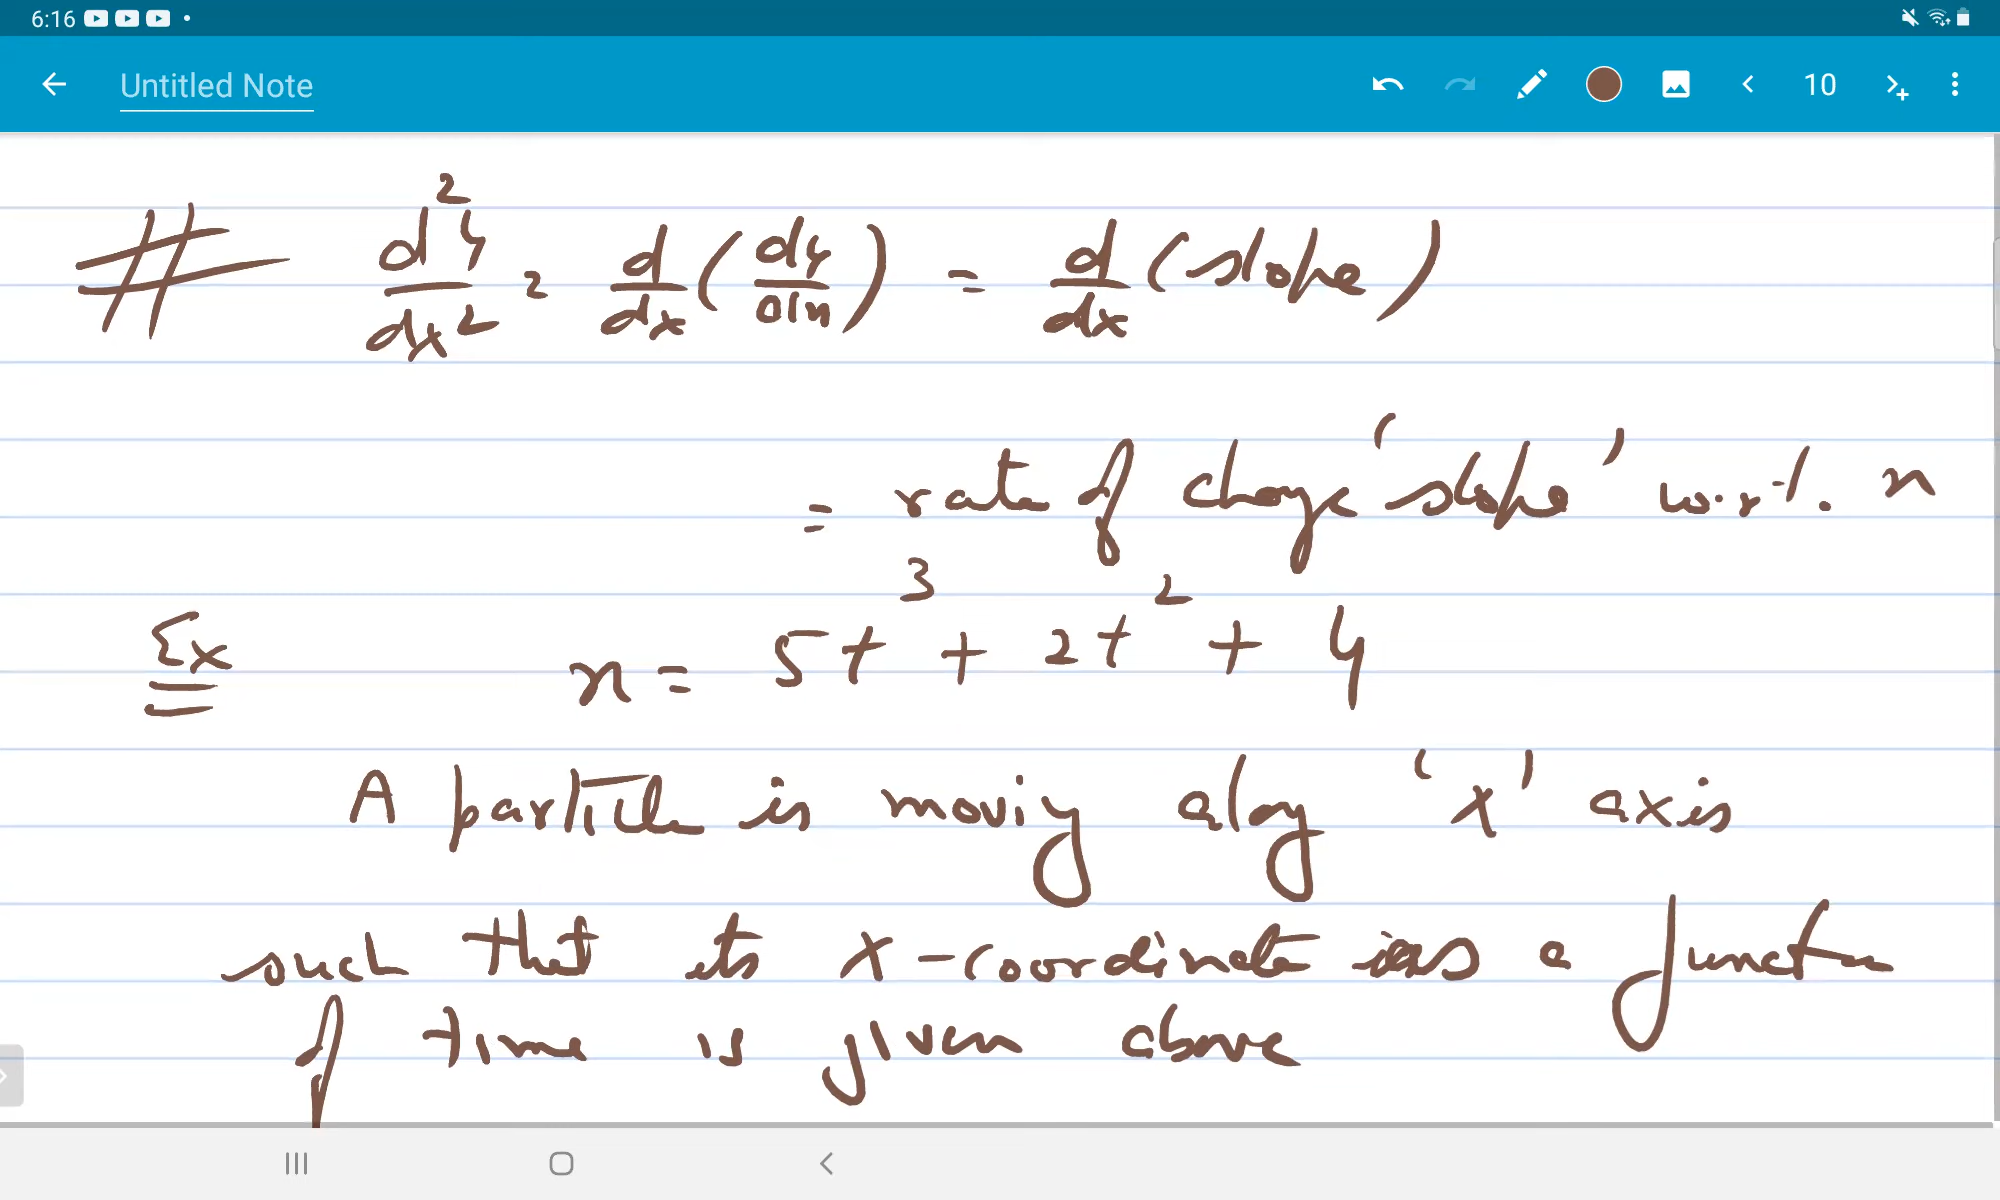 6:16
Untitled Note
10
# d²y/dx² = d/dx (dy/dx) = d/dx (slope)
= rate of change 'slope' w.r.t. x
Ex x = 5t³ + 2t² + 4
A particle is moving along 'x' axis
such that its x-coordinate as a function
of time is given above